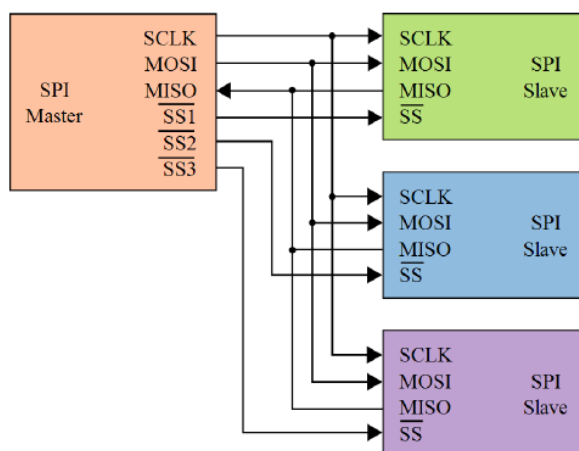 SCLK
SPI MOSI
Master MISO
SS1
SS2
SS3
SCLK
MOSI SPI
MISO Slave
SS
SCLK
MOSI SPI
MISO Slave
SS
SCLK
MOSI SPI
MISO Slave
SS